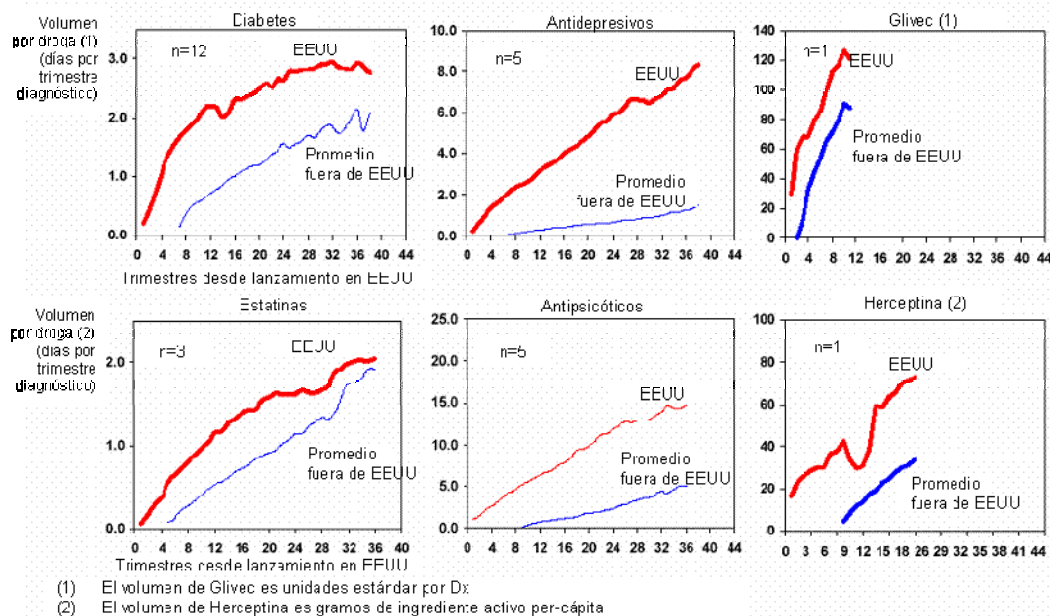 Diabetes
Volumen
por droga (1)
(días por
trimestre
diagnóstico)
3.0
2.0
1.0
0.0
n=12
EEUU
Promedio
fuera de EEUU
0 4 8 12 16 20 24 28 32 36 40 44
Trimestres desde lanzamiento en EEUU
Antidepresivos
10.0
8.0
6.0
4.0
2.0
0.0
n=5
EEUU
Promedio
fuera de EEUU
0 4 8 12 16 20 24 28 32 36 40 44
Glivec (1)
140
120
100
80
60
40
20
0
n=1
EEUU
Promedio
fuera de EEUU
0 4 8 12 16 22 24 28 32 36 40 44
Estatinas
Volumen
por droga (2)
(días por
trimestre
diagnóstico)
2.0
1.0
0.0
n=3
EEUU
Promedio
fuera de EEUU
0 4 8 12 16 20 24 28 32 36 40 44
Trimestres desde lanzamiento en EEUU
Antipsicóticos
25.0
20.0
15.0
10.0
5.0
0.0
EEUU
Promedio
fuera de EEUU
0 4 8 12 16 20 24 28 32 36 40 44
Herceptina (2)
100
80
60
40
20
0
n=1
EEUU
Promedio
fuera de EEUU
0 3 6 9 12 15 18 22 26 29 32 35 38 41 44
(1) El volumen de Glivec es unidades estándar por Dx
(2) El volumen de Herceptina es gramos de ingrediente activo per-cápita